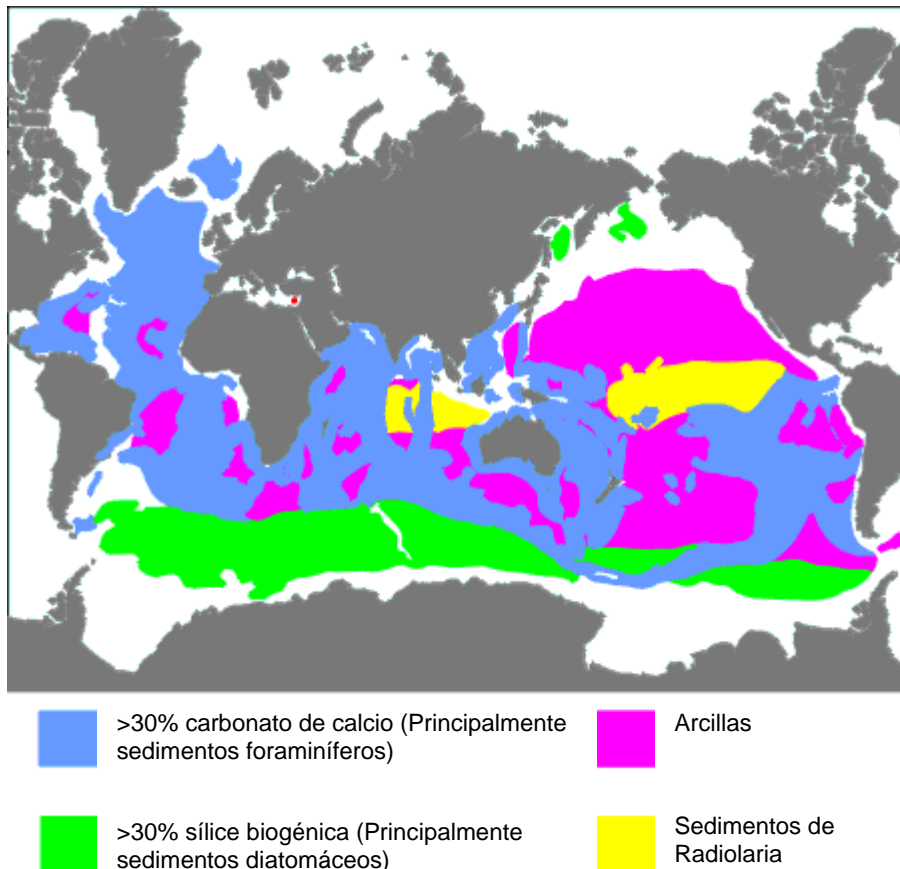 >30% carbonato de calcio (Principalmente
sedimentos foraminíferos)
Arcillas
>30% sílice biogénica (Principalmente
sedimentos diatomáceos)
Sedimentos de
Radiolaria